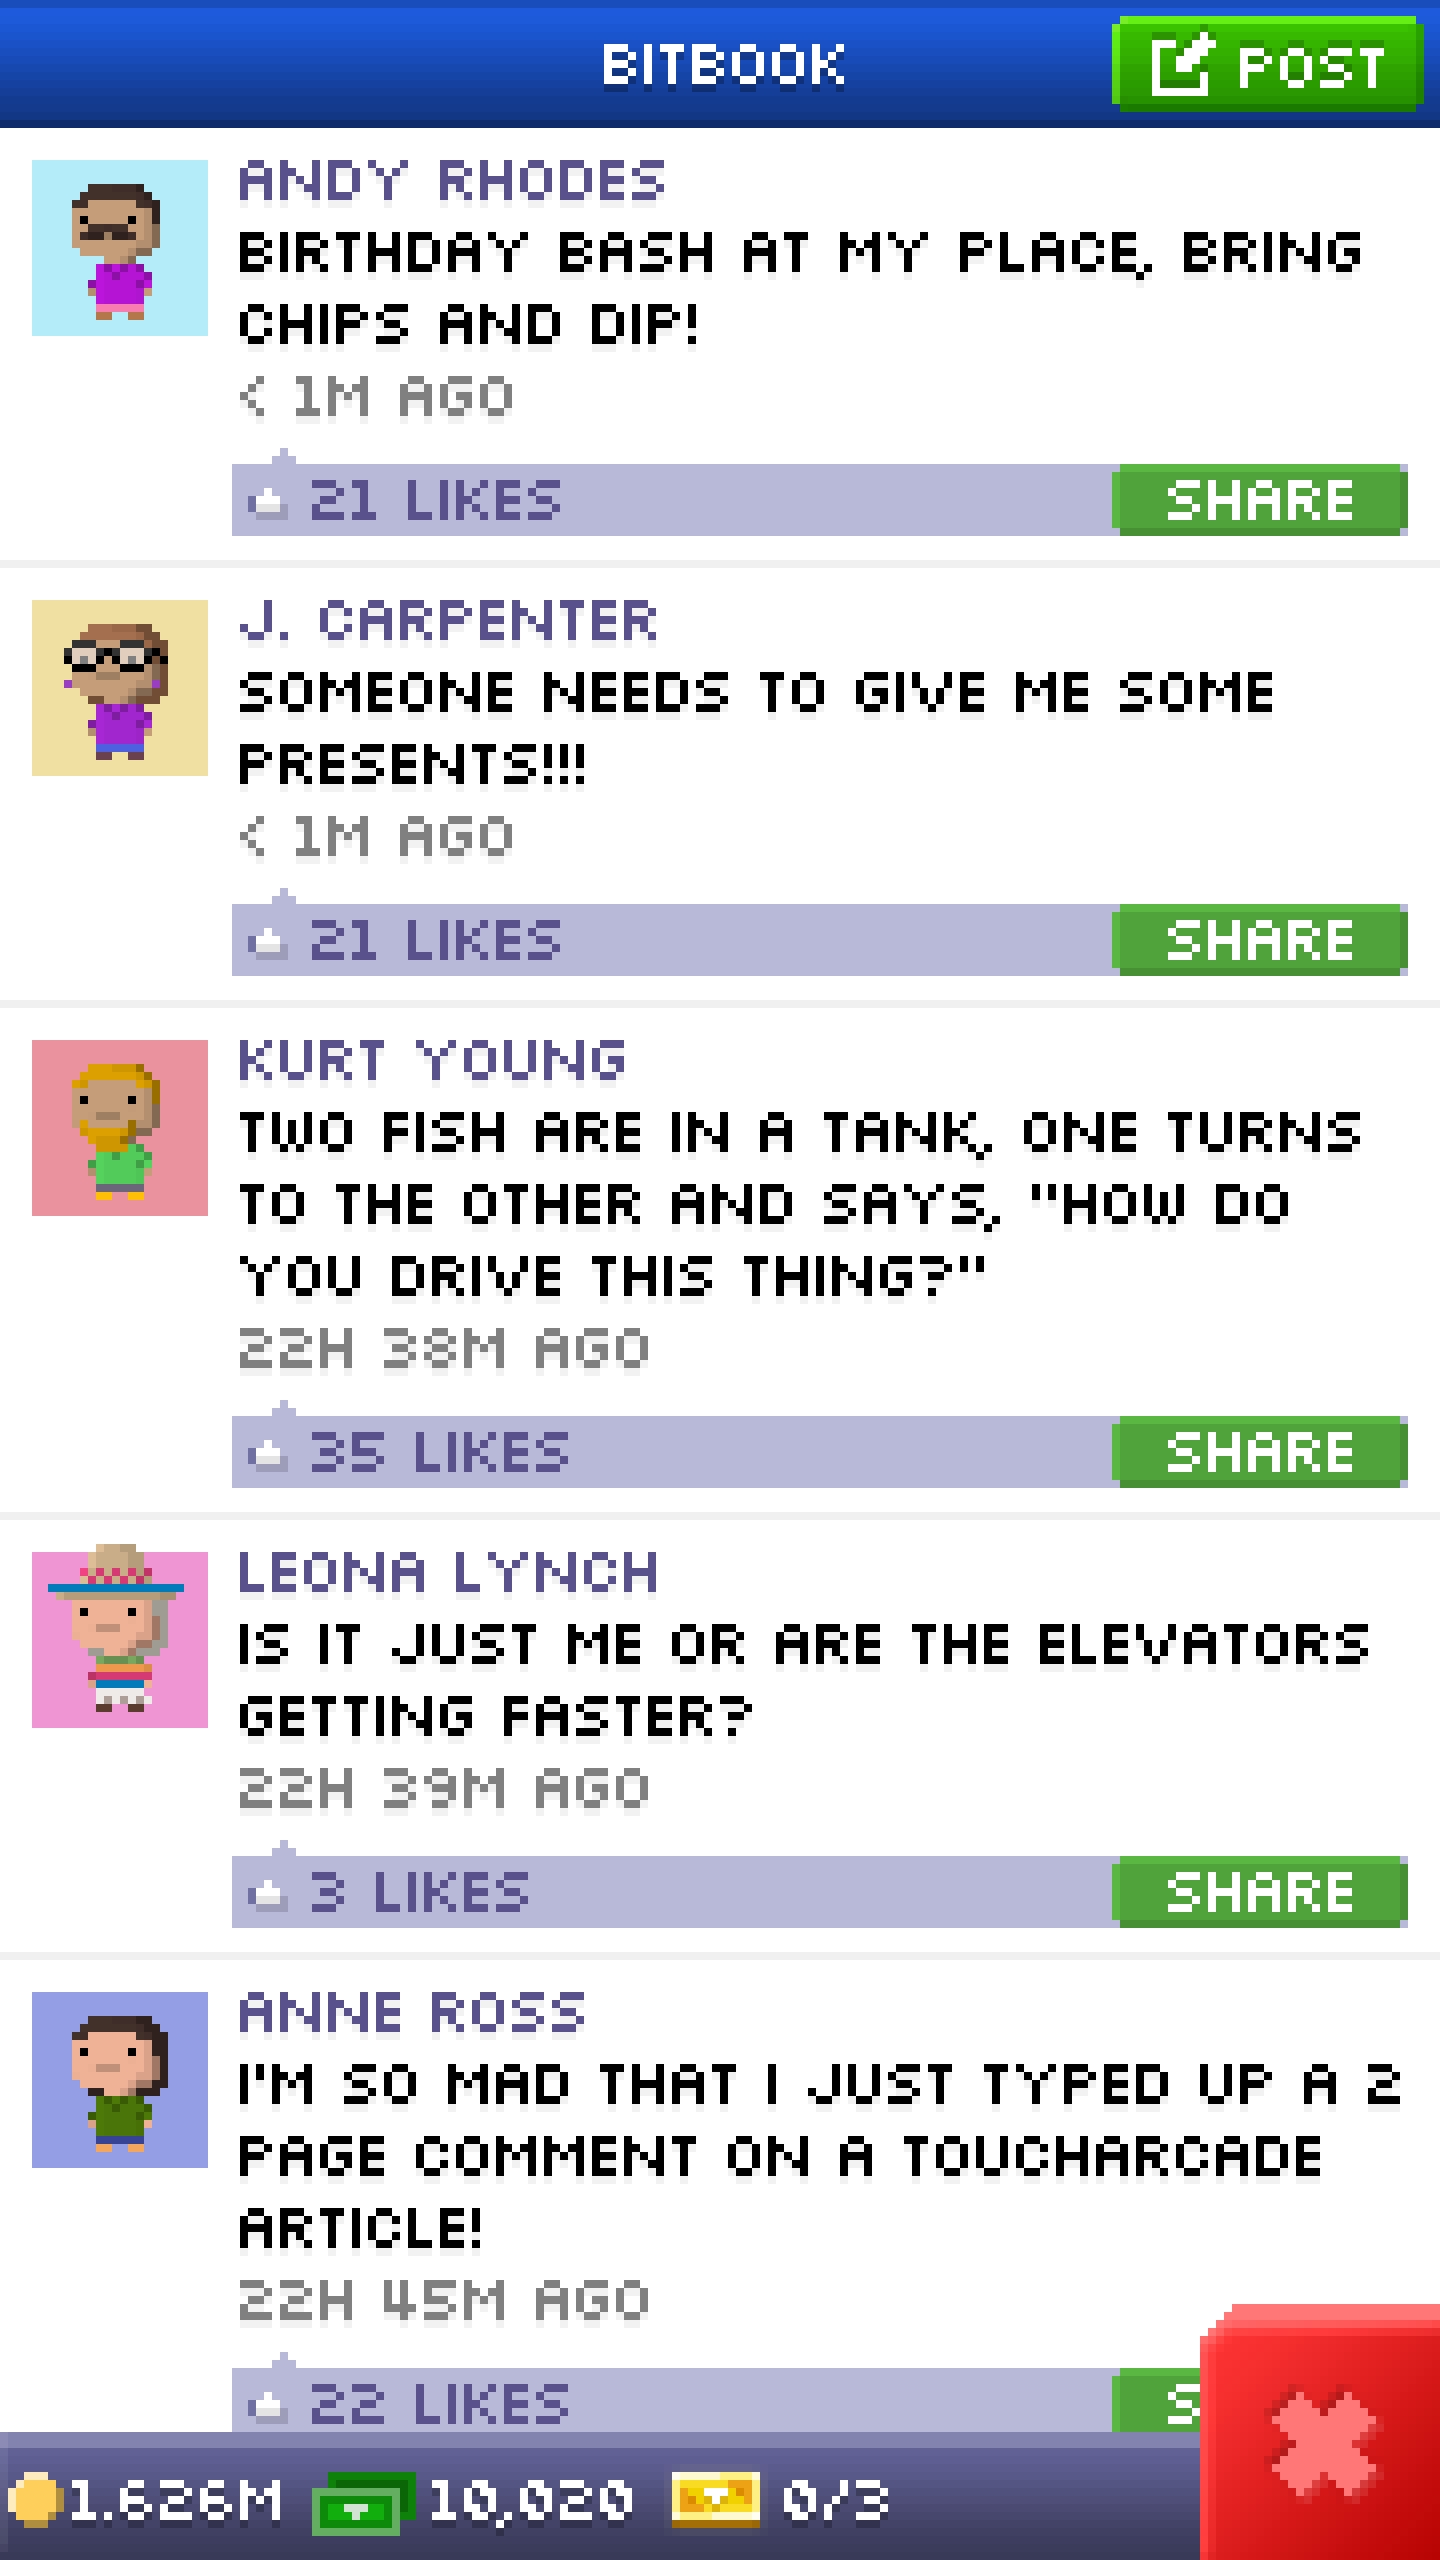 BITBOOK
POST
ANDY RHODES
BIRTHDAY BASH AT MY PLACE, BRING
CHIPS AND DIP!
< 1M AGO
21 LIKES
SHARE
J. CARPENTER
SOMEONE NEEDS TO GIVE ME SOME
PRESENTS!!!
< 1M AGO
21 LIKES
SHARE
KURT YOUNG
TWO FISH ARE IN A TANK, ONE TURNS
TO THE OTHER AND SAYS, "HOW DO
YOU DRIVE THIS THING?"
22H 38M AGO
35 LIKES
SHARE
LEONA LYNCH
IS IT JUST ME OR ARE THE ELEVATORS
GETTING FASTER?
22H 39M AGO
3 LIKES
SHARE
ANNE ROSS
I'M SO MAD THAT I JUST TYPED UP A 2
PAGE COMMENT ON A TOUCHARCADE
ARTICLE!
22H 45M AGO
22 LIKES
1.626M
10,020
0/3